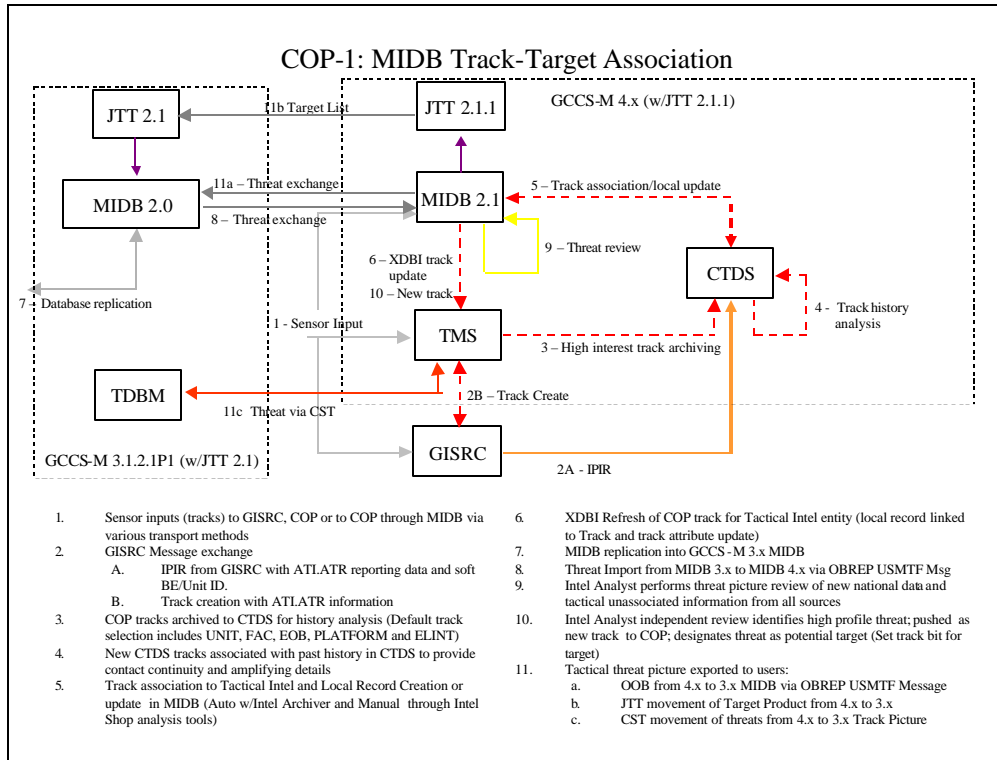 COP-1: MIDB Track-Target Association
GCCS-M 4.x (w/JTT 2.1.1)
JTT 2.1
11b Target List
JTT 2.1.1
11a – Threat exchange
MIDB 2.0
8 – Threat exchange
MIDB 2.1
5 – Track association/local update
9 – Threat review
6 – XDBI track
update
10 – New track
CTDS
7 – Database replication
4 - Track history
analysis
1 - Sensor Input
TMS
3 – High interest track archiving
TDBM
11c Threat via CST
2B – Track Create
GISRC
2A - IPIR
GCCS-M 3.1.2.1P1 (w/JTT 2.1)
1. Sensor inputs (tracks) to GISRC, COP or to COP through MIDB via
various transport methods
2. GISRC Message exchange
A. IPIR from GISRC with ATI.ATR reporting data and soft
BE/Unit ID.
B. Track creation with ATI.ATR information
3. COP tracks archived to CTDS for history analysis (Default track
selection includes UNIT, FAC, EOB, PLATFORM and ELINT)
4. New CTDS tracks associated with past history in CTDS to provide
contact continuity and amplifying details
5. Track association to Tactical Intel and Local Record Creation or
update in MIDB (Auto w/Intel Archiver and Manual through Intel
Shop analysis tools)
6. XDBI Refresh of COP track for Tactical Intel entity (local record linked
to Track and track attribute update)
7. MIDB replication into GCCS-M 3.x MIDB
8. Threat Import from MIDB 3.x to MIDB 4.x via OBREP USMTF Msg
9. Intel Analyst performs threat picture review of new national data and
tactical unassociated information from all sources
10. Intel Analyst independent review identifies high profile threat; pushed as
new track to COP; designates threat as potential target (Set track bit for
target)
11. Tactical threat picture exported to users:
a. OOB from 4.x to 3.x MIDB via OBREP USMTF Message
b. JTT movement of Target Product from 4.x to 3.x
c. CST movement of threats from 4.x to 3.x Track Picture